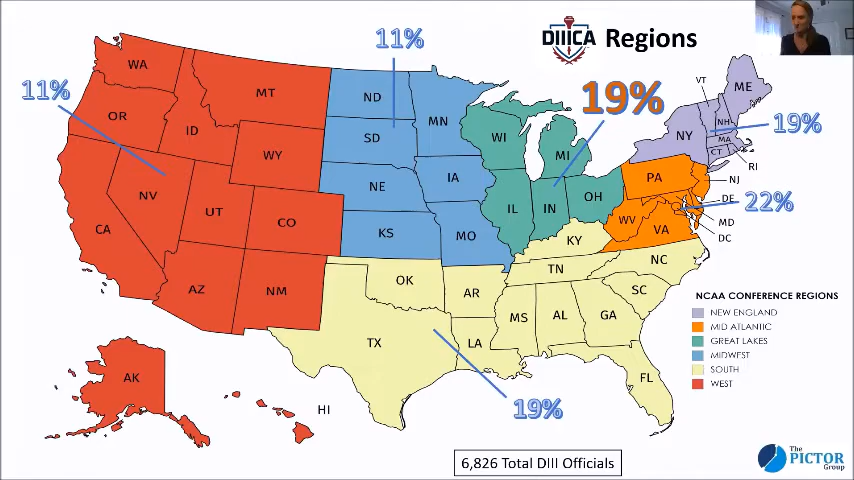 DIIICA Regions
11%
11%
19%
19%
22%
19%
WA
OR
ID
MT
WY
NV
CA
UT
CO
AZ
NM
AK
HI
ND
SD
NE
KS
MN
IA
MO
WI
MI
IL
IN
OH
KY
TN
OK
AR
TX
LA
MS
AL
GA
FL
SC
NC
PA
WV
VA
NY
VT
NH
ME
MA
CT
RI
NJ
DE
MD
DC
NCAA CONFERENCE REGIONS
NEW ENGLAND
MID ATLANTIC
GREAT LAKES
MIDWEST
SOUTH
WEST
6,826 Total DIII Officials
The
PICTOR
Group